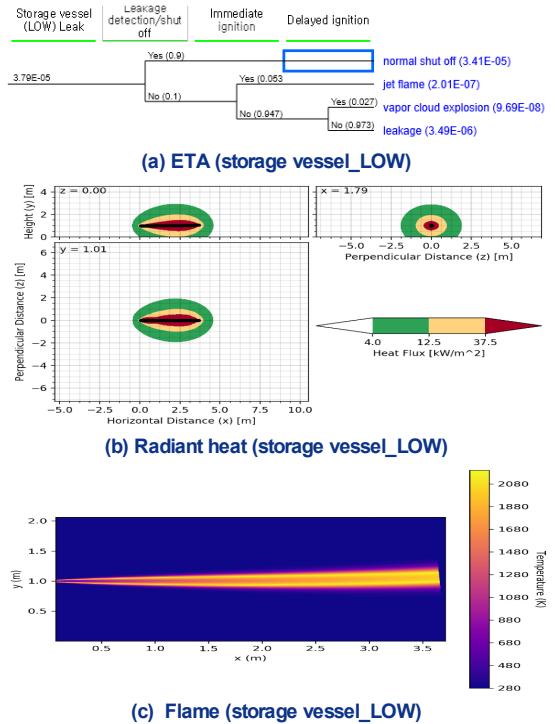 Storage vessel
(LOW) Leak
Leakage
detection/shut
off
Immediate
ignition
Delayed ignition
Yes (0.9)
normal shut off (3.41E-05)
3.79E-05
Yes (0.053
jet flame (2.01E-07)
No (0.1)
Yes (0.027)
vapor cloud explosion (9.69E-08)
No (0.947)
No (0.973)
leakage (3.49E-06)
(a) ETA (storage vessel_LOW)
z = 0.00
x = 1.79
Height (y) [m]
4
2
0
−5.0 −2.5 0.0 2.5 5.0
Perpendicular Distance (z) [m]
y = 1.01
Perpendicular Distance (z) [m]
6
4
2
0
−2
−4
−6
4.0 12.5 37.5
Heat Flux [kW/m^2]
−5.0 −2.5 0.0 2.5 5.0 7.5 10.0
Horizontal Distance (x) [m]
(b) Radiant heat (storage vessel_LOW)
y (m)
2.0
1.5
1.0
0.5
0.5 1.0 1.5 2.0 2.5 3.0 3.5
x (m)
2080
1880
1680
1480
1280
1080
880
680
480
280
Temperature (K)
(c) Flame (storage vessel_LOW)